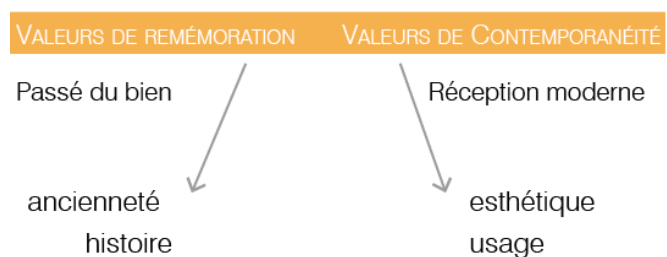 VALEURS DE REMÉMORATION VALEURS DE CONTEMPORANÉITÉ
Passé du bien Réception moderne
ancienneté esthétique
histoire usage